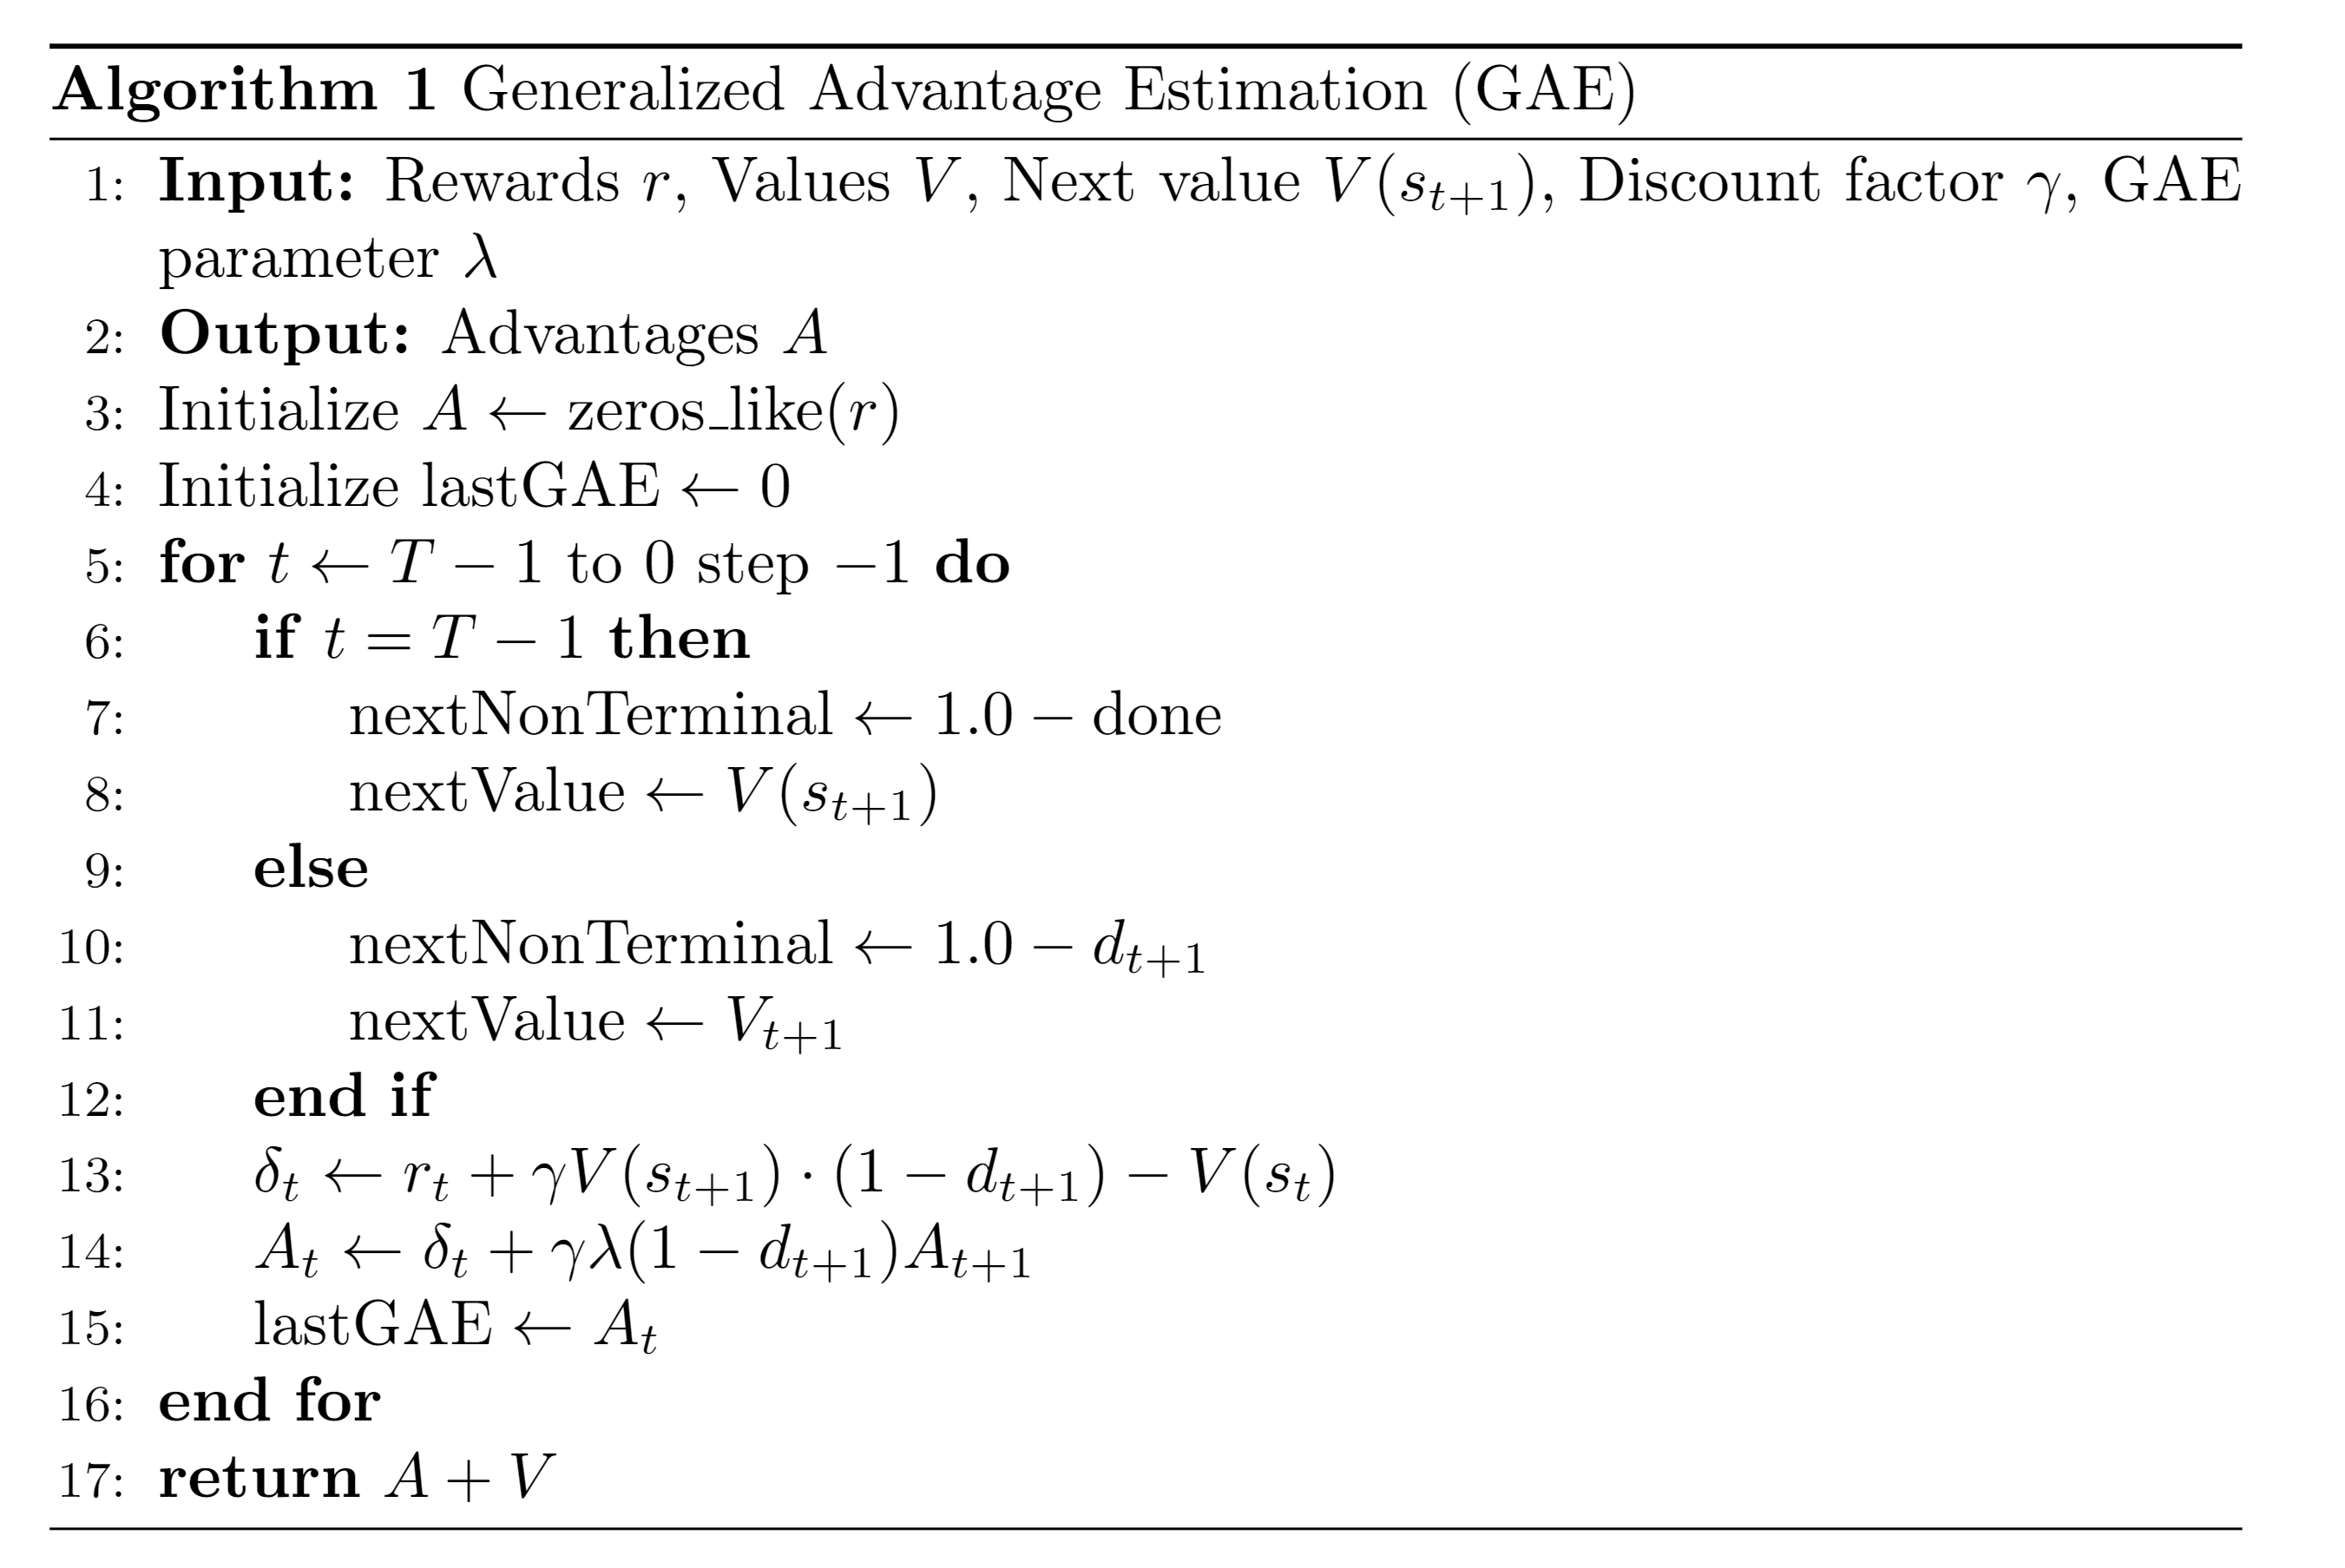 Algorithm 1 Generalized Advantage Estimation (GAE)
1: Input: Rewards r, Values V, Next value V(s_{t+1}), Discount factor γ, GAE
parameter λ
2: Output: Advantages A
3: Initialize A ← zeros_like(r)
4: Initialize lastGAE ← 0
5: for t ← T − 1 to 0 step −1 do
6: if t = T − 1 then
7: nextNonTerminal ← 1.0 − done
8: nextValue ← V(s_{t+1})
9: else
10: nextNonTerminal ← 1.0 − d_{t+1}
11: nextValue ← V_{t+1}
12: end if
13: δ_t ← r_t + γV(s_{t+1}) · (1 − d_{t+1}) − V(s_t)
14: A_t ← δ_t + γλ(1 − d_{t+1})A_{t+1}
15: lastGAE ← A_t
16: end for
17: return A + V